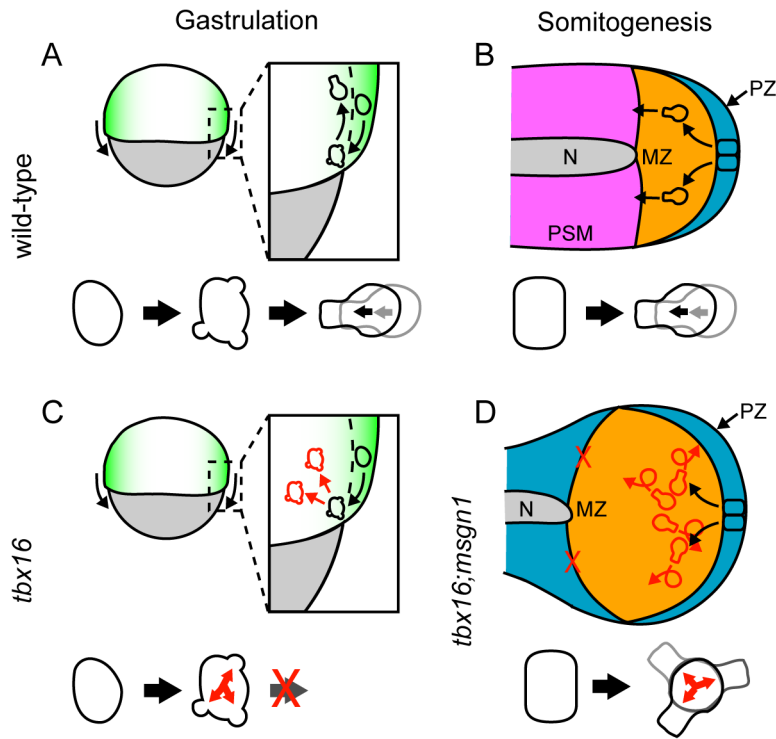 Gastrulation
Somitogenesis
A
B
PZ
N
MZ
PSM
wild-type
C
D
PZ
N
MZ
X
X
tbx16
tbx16;msgn1
X